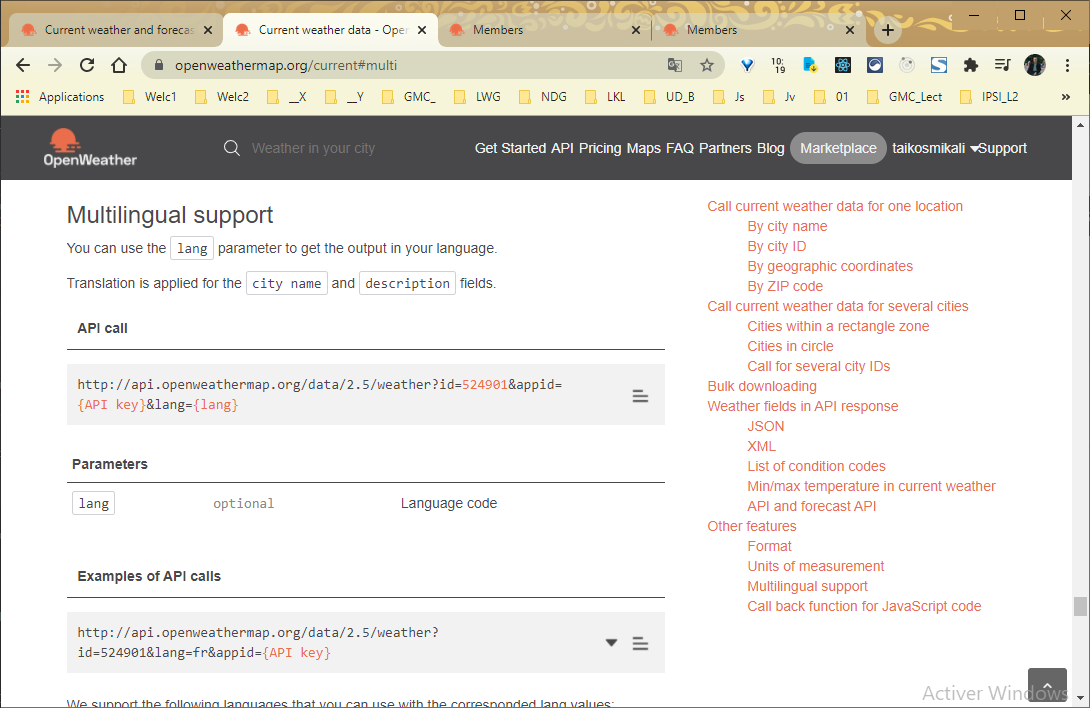 Current weather and forecas
Current weather data - Oper
Members
Members
openweathermap.org/current#multi
10:
19
Applications
Welc1
Welc2
__X
__Y
GMC_
LWG
NDG
LKL
UD_B
Js
Jv
01
GMC_Lect
IPSI_L2
»
OpenWeather
Weather in your city
Get Started API Pricing Maps FAQ Partners Blog Marketplace taikosmikali Support
Multilingual support
You can use the lang parameter to get the output in your language.
Translation is applied for the city name and description fields.
API call
http://api.openweathermap.org/data/2.5/weather?id=524901&appid=
{API key}&lang={lang}
Parameters
lang optional Language code
Examples of API calls
http://api.openweathermap.org/data/2.5/weather?
id=524901&lang=fr&appid={API key}
We support the following languages that you can use with the corresponded lang values:
Call current weather data for one location
By city name
By city ID
By geographic coordinates
By ZIP code
Call current weather data for several cities
Cities within a rectangle zone
Cities in circle
Call for several city IDs
Bulk downloading
Weather fields in API response
JSON
XML
List of condition codes
Min/max temperature in current weather
API and forecast API
Other features
Format
Units of measurement
Multilingual support
Call back function for JavaScript code
Activer Windows